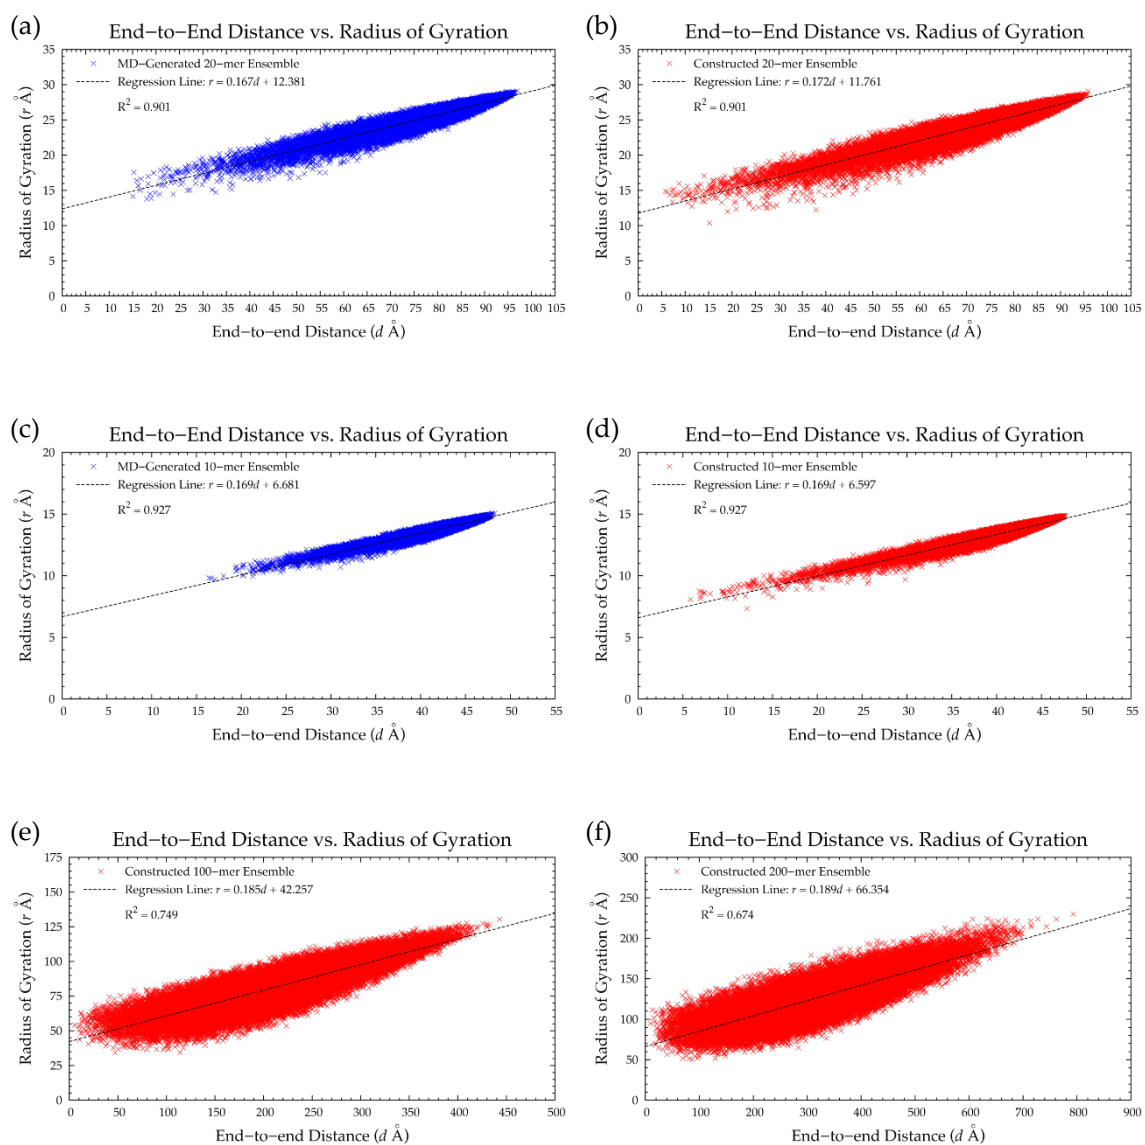 (a)
End−to−End Distance vs. Radius of Gyration
35
30
25
20
15
10
5
0
Radius of Gyration (r Å)
MD−Generated 20−mer Ensemble
Regression Line: r = 0.167d + 12.381
R² = 0.901
0 5 10 15 20 25 30 35 40 45 50 55 60 65 70 75 80 85 90 95 100 105
End−to−end Distance (d Å)
(b)
End−to−End Distance vs. Radius of Gyration
35
30
25
20
15
10
5
0
Radius of Gyration (r Å)
Constructed 20−mer Ensemble
Regression Line: r = 0.172d + 11.761
R² = 0.901
0 5 10 15 20 25 30 35 40 45 50 55 60 65 70 75 80 85 90 95 100 105
End−to−end Distance (d Å)
(c)
End−to−End Distance vs. Radius of Gyration
20
15
10
5
0
Radius of Gyration (r Å)
MD−Generated 10−mer Ensemble
Regression Line: r = 0.169d + 6.681
R² = 0.927
0 5 10 15 20 25 30 35 40 45 50 55
End−to−end Distance (d Å)
(d)
End−to−End Distance vs. Radius of Gyration
20
15
10
5
0
Radius of Gyration (r Å)
Constructed 10−mer Ensemble
Regression Line: r = 0.169d + 6.597
R² = 0.927
0 5 10 15 20 25 30 35 40 45 50 55
End−to−end Distance (d Å)
(e)
End−to−End Distance vs. Radius of Gyration
175
150
125
100
75
50
25
0
Radius of Gyration (r Å)
Constructed 100−mer Ensemble
Regression Line: r = 0.185d + 42.257
R² = 0.749
0 50 100 150 200 250 300 350 400 450 500
End−to−end Distance (d Å)
(f)
End−to−End Distance vs. Radius of Gyration
300
250
200
150
100
50
0
Radius of Gyration (r Å)
Constructed 200−mer Ensemble
Regression Line: r = 0.189d + 66.354
R² = 0.674
0 100 200 300 400 500 600 700 800 900
End−to−end Distance (d Å)